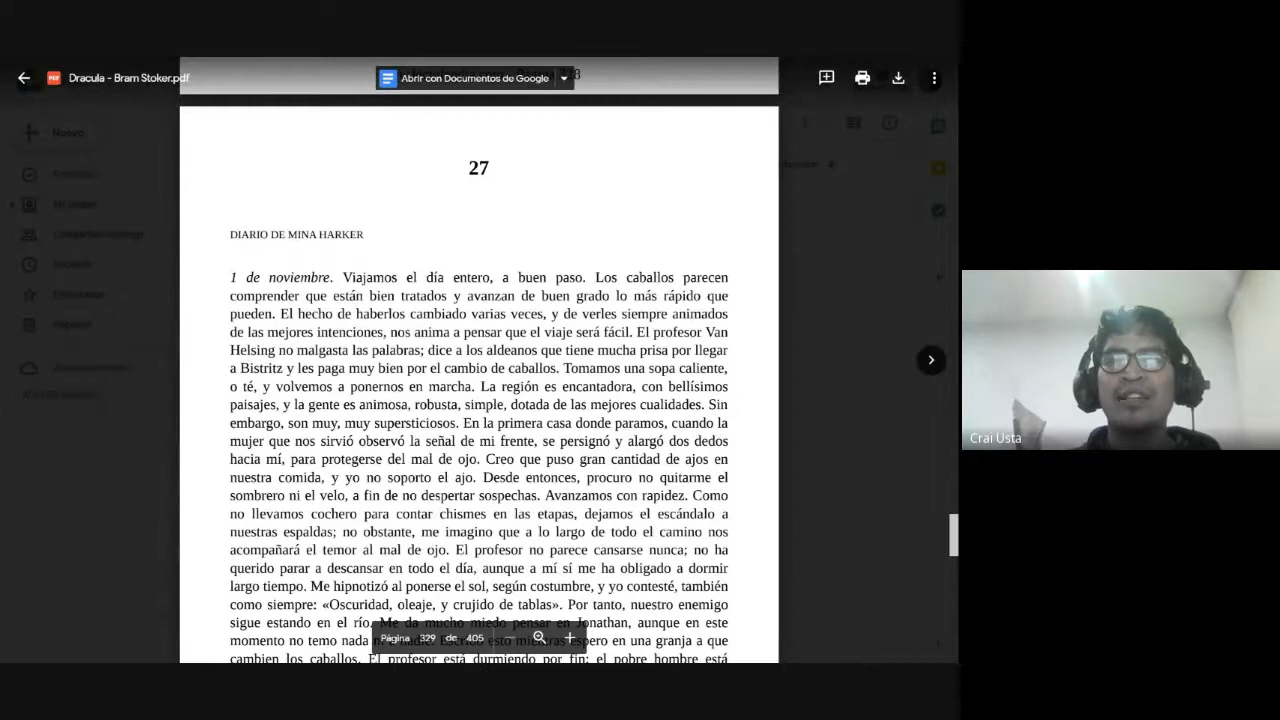 Dracula - Bram Stoker.pdf
Abrir con Documentos de Google
Nuevo
27
DIARIO DE MINA HARKER
1 de noviembre. Viajamos el día entero, a buen paso. Los caballos parecen
comprender que están bien tratados y avanzan de buen grado lo más rápido que
pueden. El hecho de haberlos cambiado varias veces, y de verles siempre animados
de las mejores intenciones, nos anima a pensar que el viaje será fácil. El profesor Van
Helsing no malgasta las palabras; dice a los aldeanos que tiene mucha prisa por llegar
a Bistritz y les paga muy bien por el cambio de caballos. Tomamos una sopa caliente,
o té, y volvemos a ponernos en marcha. La región es encantadora, con bellísimos
paisajes, y la gente es animosa, robusta, simple, dotada de las mejores cualidades. Sin
embargo, son muy, muy supersticiosos. En la primera casa donde paramos, cuando la
mujer que nos sirvió observó la señal de mi frente, se persignó y alargó dos dedos
hacia mí, para protegerse del mal de ojo. Creo que puso gran cantidad de ajos en
nuestra comida, y yo no soporto el ajo. Desde entonces, procuro no quitarme el
sombrero ni el velo, a fin de no despertar sospechas. Avanzamos con rapidez. Como
no llevamos cochero para contar chismes en las etapas, dejamos el escándalo a
nuestras espaldas; no obstante, me imagino que a lo largo de todo el camino nos
acompañará el temor al mal de ojo. El profesor no parece cansarse nunca; no ha
querido parar a descansar en todo el día, aunque a mí sí me ha obligado a dormir
largo tiempo. Me hipnotizó al ponerse el sol, según costumbre, y yo contesté, también
como siempre: «Oscuridad, oleaje, y crujido de tablas». Por tanto, nuestro enemigo
sigue estando en el río. Me da mucho miedo pensar en Jonathan, aunque en este
momento no temo nada ni a nadie. Escribo esto mientras espero en una granja a que
cambien los caballos. El profesor está durmiendo por fin; el pobre hombre está
Página 329 de 405
Crai Usta